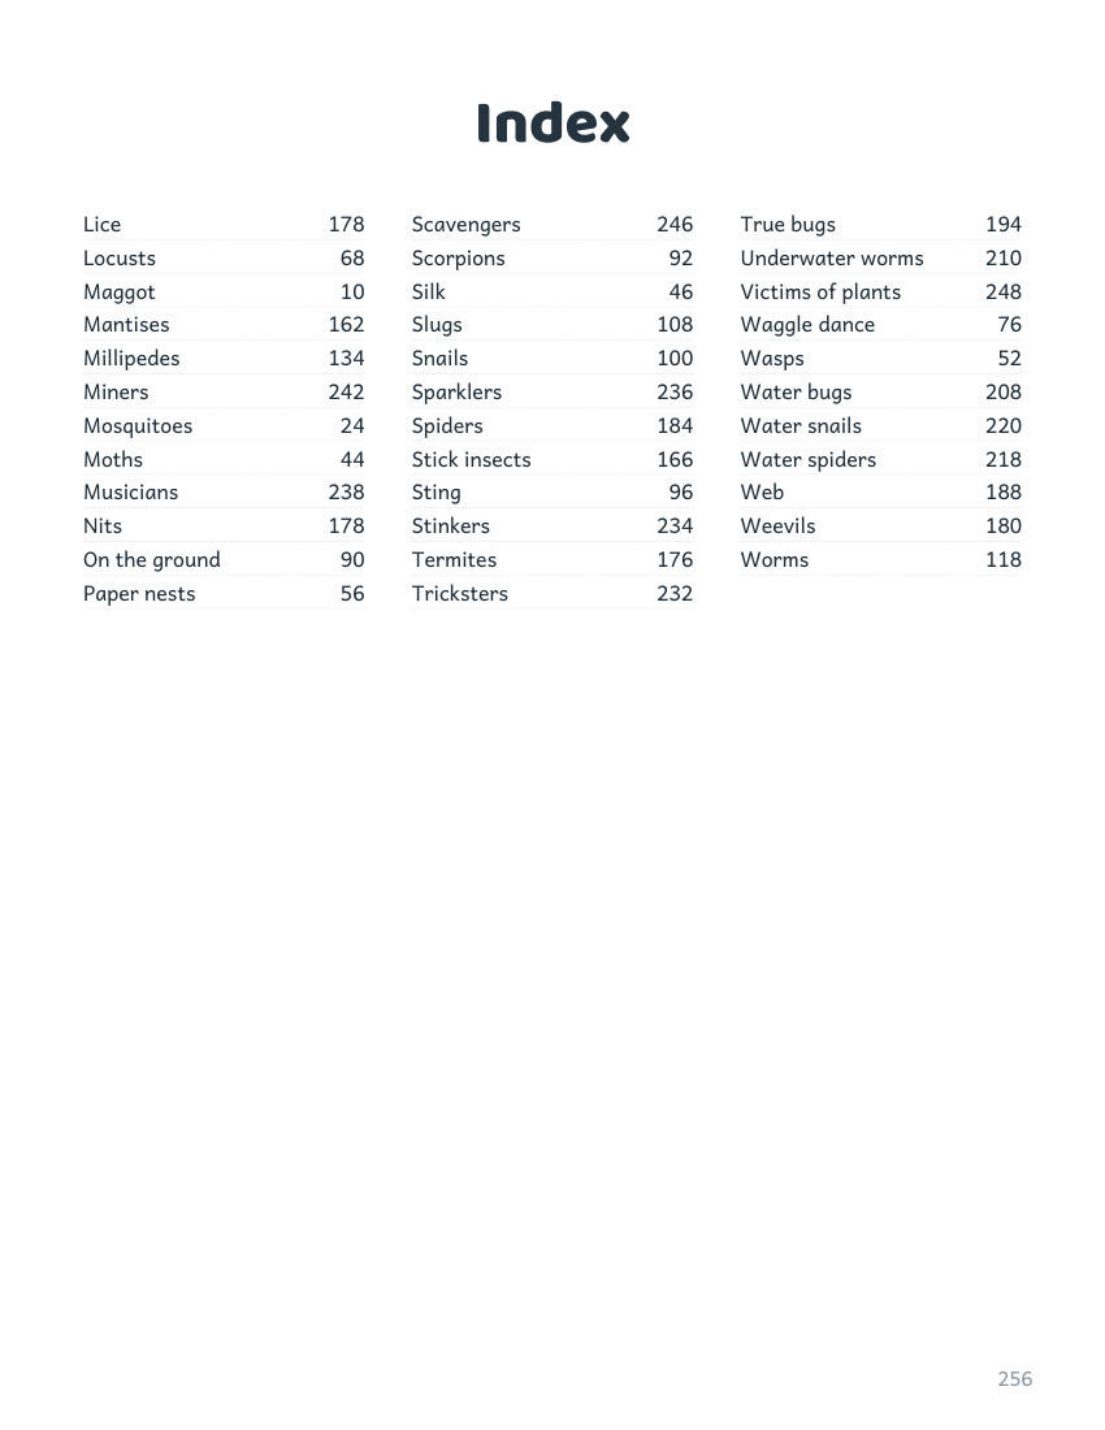 Index
Lice 178
Locusts 68
Maggot 10
Mantises 162
Millipedes 134
Miners 242
Mosquitoes 24
Moths 44
Musicians 238
Nits 178
On the ground 90
Paper nests 56
Scavengers 246
Scorpions 92
Silk 46
Slugs 108
Snails 100
Sparklers 236
Spiders 184
Stick insects 166
Sting 96
Stinkers 234
Termites 176
Tricksters 232
True bugs 194
Underwater worms 210
Victims of plants 248
Waggle dance 76
Wasps 52
Water bugs 208
Water snails 220
Water spiders 218
Web 188
Weevils 180
Worms 118
256